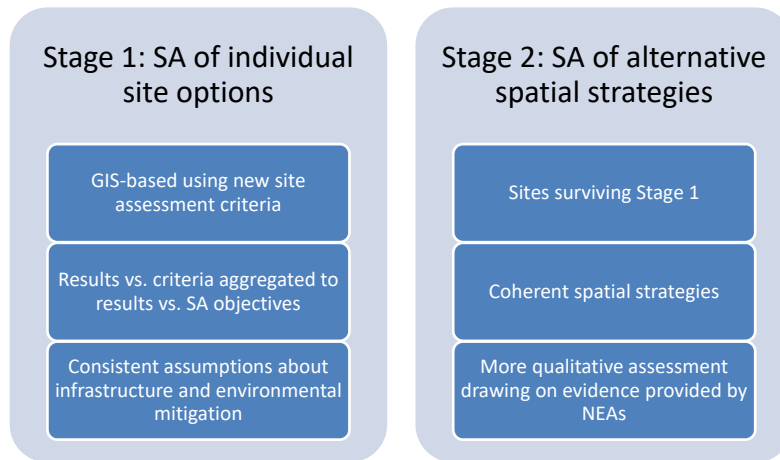 Stage 1: SA of individual
site options
GIS-based using new site
assessment criteria
Results vs. criteria aggregated to
results vs. SA objectives
Consistent assumptions about
infrastructure and environmental
mitigation
Stage 2: SA of alternative
spatial strategies
Sites surviving Stage 1
Coherent spatial strategies
More qualitative assessment
drawing on evidence provided by
NEAs